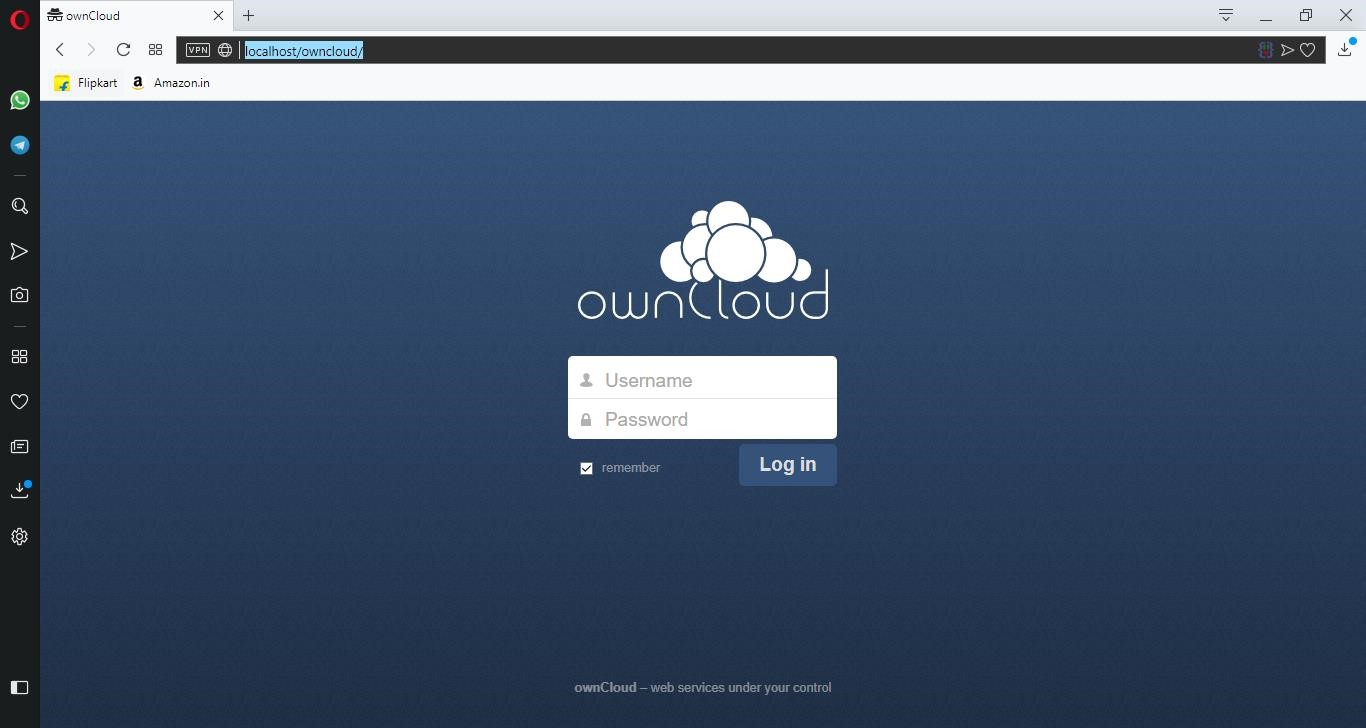 ownCloud
VPN localhost/owncloud/
Flipkart a Amazon.in
ownCloud
Username
Password
remember Log in
ownCloud – web services under your control